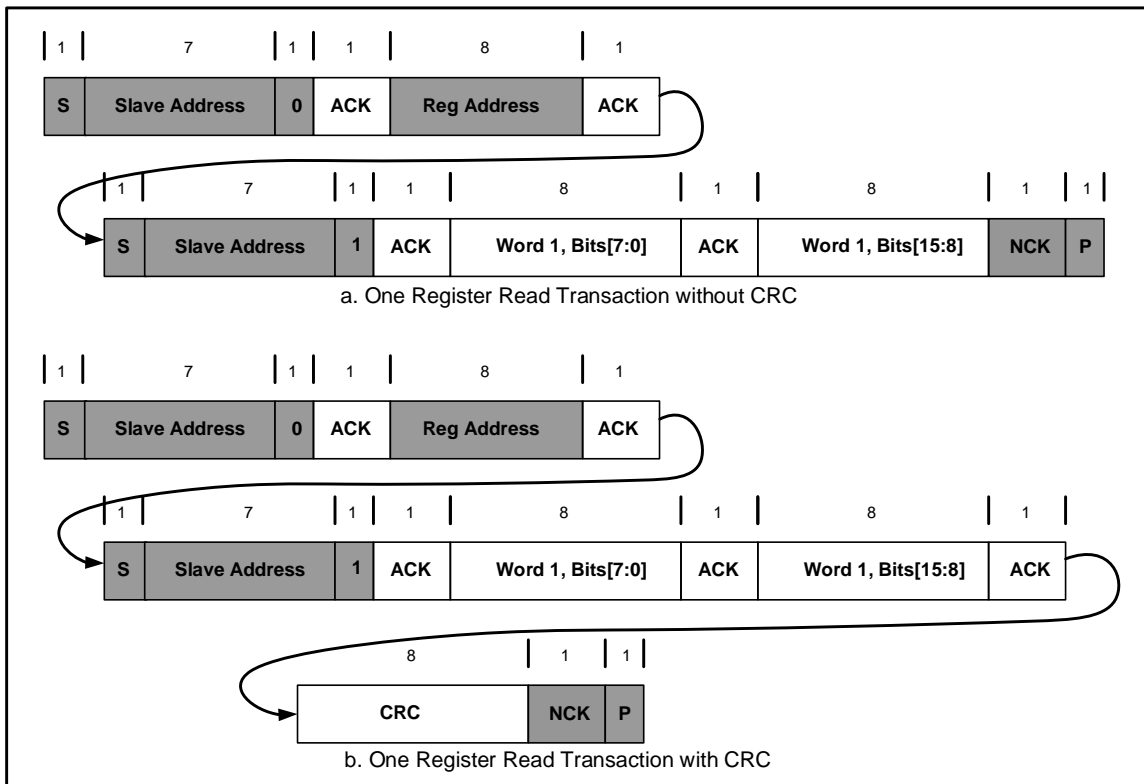 1 7 1 1 8 1
S Slave Address 0 ACK Reg Address ACK
1 7 1 1 8 1 8 1 1
S Slave Address 1 ACK Word 1, Bits[7:0] ACK Word 1, Bits[15:8] NCK P
a. One Register Read Transaction without CRC
1 7 1 1 8 1
S Slave Address 0 ACK Reg Address ACK
1 7 1 1 8 1 8 1
S Slave Address 1 ACK Word 1, Bits[7:0] ACK Word 1, Bits[15:8] ACK
8 1 1
CRC NCK P
b. One Register Read Transaction with CRC